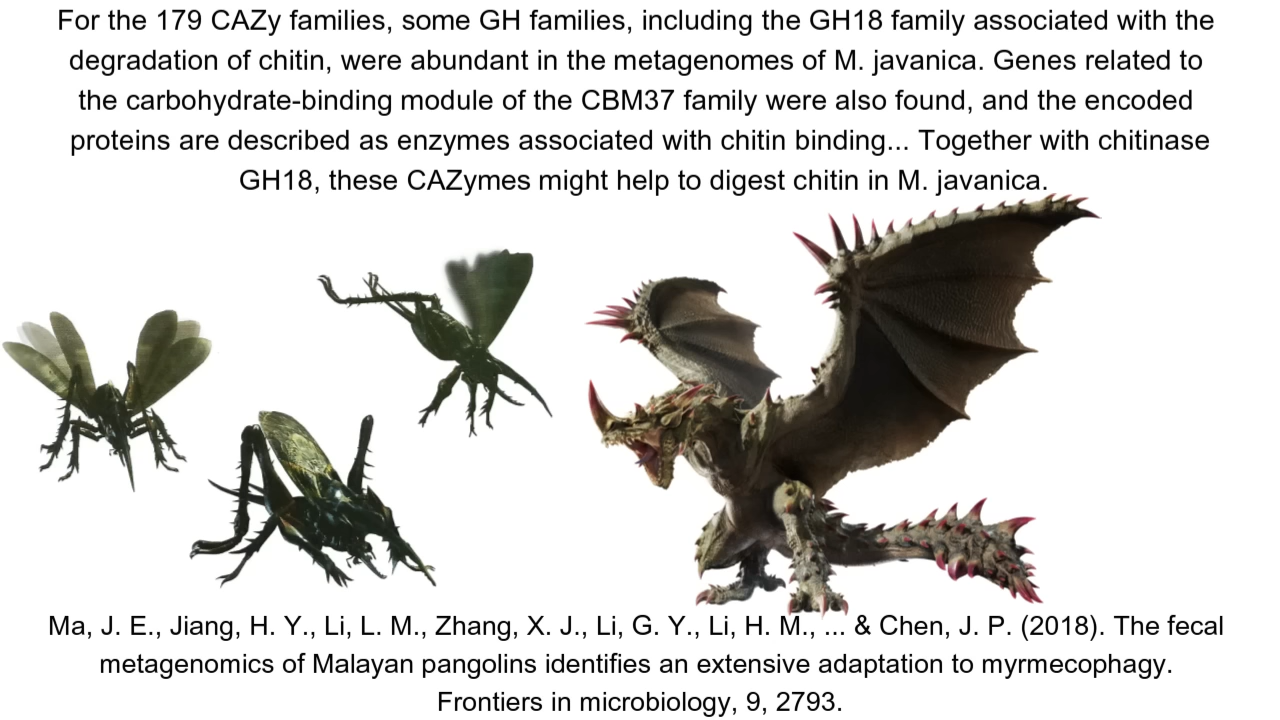 For the 179 CAZy families, some GH families, including the GH18 family associated with the
degradation of chitin, were abundant in the metagenomes of M. javanica. Genes related to
the carbohydrate-binding module of the CBM37 family were also found, and the encoded
proteins are described as enzymes associated with chitin binding... Together with chitinase
GH18, these CAZymes might help to digest chitin in M. javanica.
Ma, J. E., Jiang, H. Y., Li, L. M., Zhang, X. J., Li, G. Y., Li, H. M., ... & Chen, J. P. (2018). The fecal
metagenomics of Malayan pangolins identifies an extensive adaptation to myrmecophagy.
Frontiers in microbiology, 9, 2793.